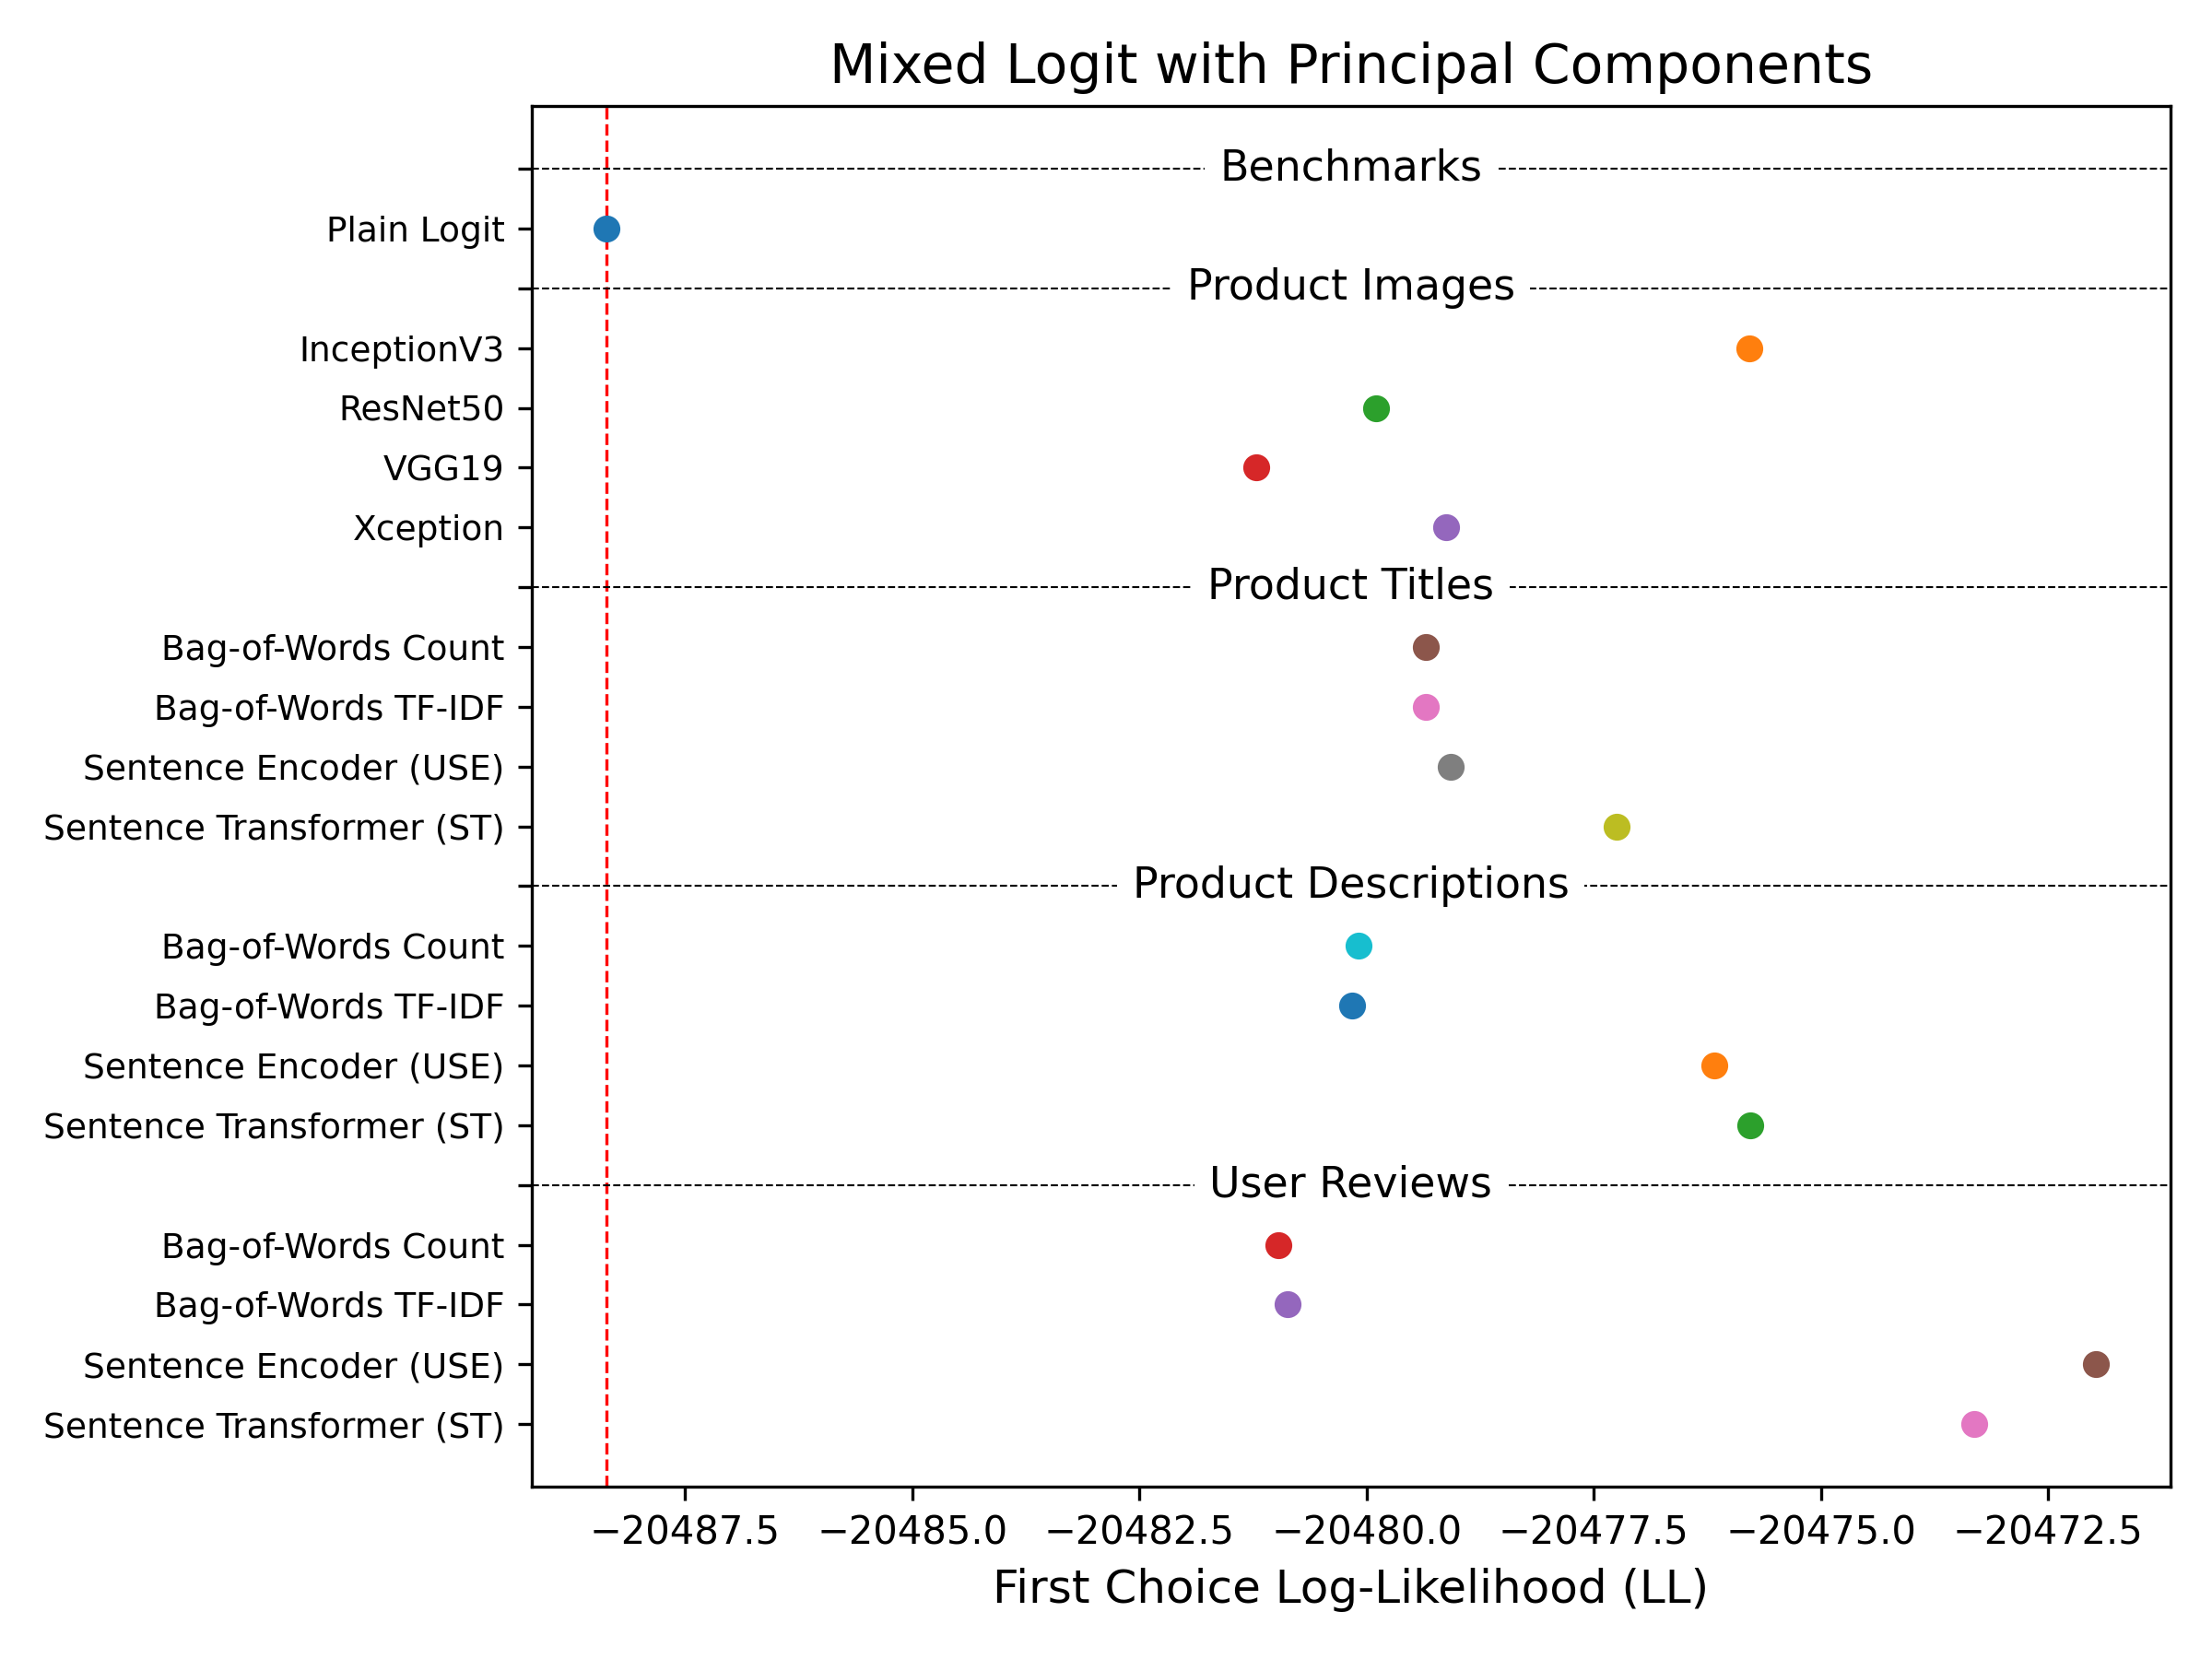 Mixed Logit with Principal Components
Benchmarks
Plain Logit
Product Images
InceptionV3
ResNet50
VGG19
Xception
Product Titles
Bag-of-Words Count
Bag-of-Words TF-IDF
Sentence Encoder (USE)
Sentence Transformer (ST)
Product Descriptions
Bag-of-Words Count
Bag-of-Words TF-IDF
Sentence Encoder (USE)
Sentence Transformer (ST)
User Reviews
Bag-of-Words Count
Bag-of-Words TF-IDF
Sentence Encoder (USE)
Sentence Transformer (ST)
−20487.5 −20485.0 −20482.5 −20480.0 −20477.5 −20475.0 −20472.5
First Choice Log-Likelihood (LL)